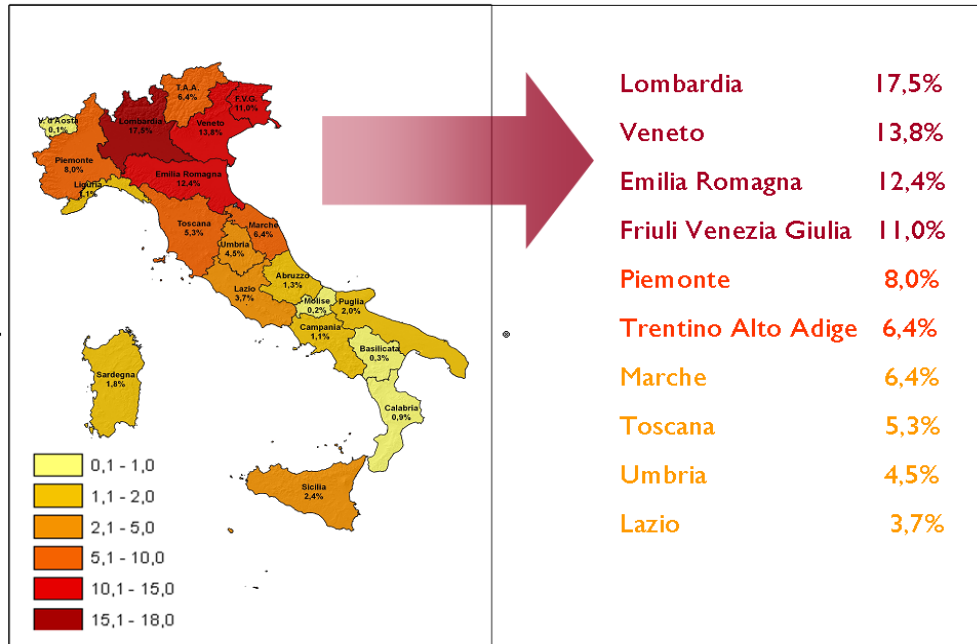 T.A.A.
6,4%
F.V.G.
11,0%
V. d'Aosta
0,1%
Lombardia
17,5%
Veneto
13,8%
Piemonte
8,0%
Emilia Romagna
12,4%
Liguria
1,1%
Toscana
5,3%
Marche
6,4%
Umbria
4,5%
Abruzzo
1,3%
Lazio
3,7%
Molise
0,2%
Puglia
2,0%
Campania
1,1%
Basilicata
0,3%
Sardegna
1,8%
Calabria
0,9%
Sicilia
2,4%
0,1 - 1,0
1,1 - 2,0
2,1 - 5,0
5,1 - 10,0
10,1 - 15,0
15,1 - 18,0
Lombardia 17,5%
Veneto 13,8%
Emilia Romagna 12,4%
Friuli Venezia Giulia 11,0%
Piemonte 8,0%
Trentino Alto Adige 6,4%
Marche 6,4%
Toscana 5,3%
Umbria 4,5%
Lazio 3,7%